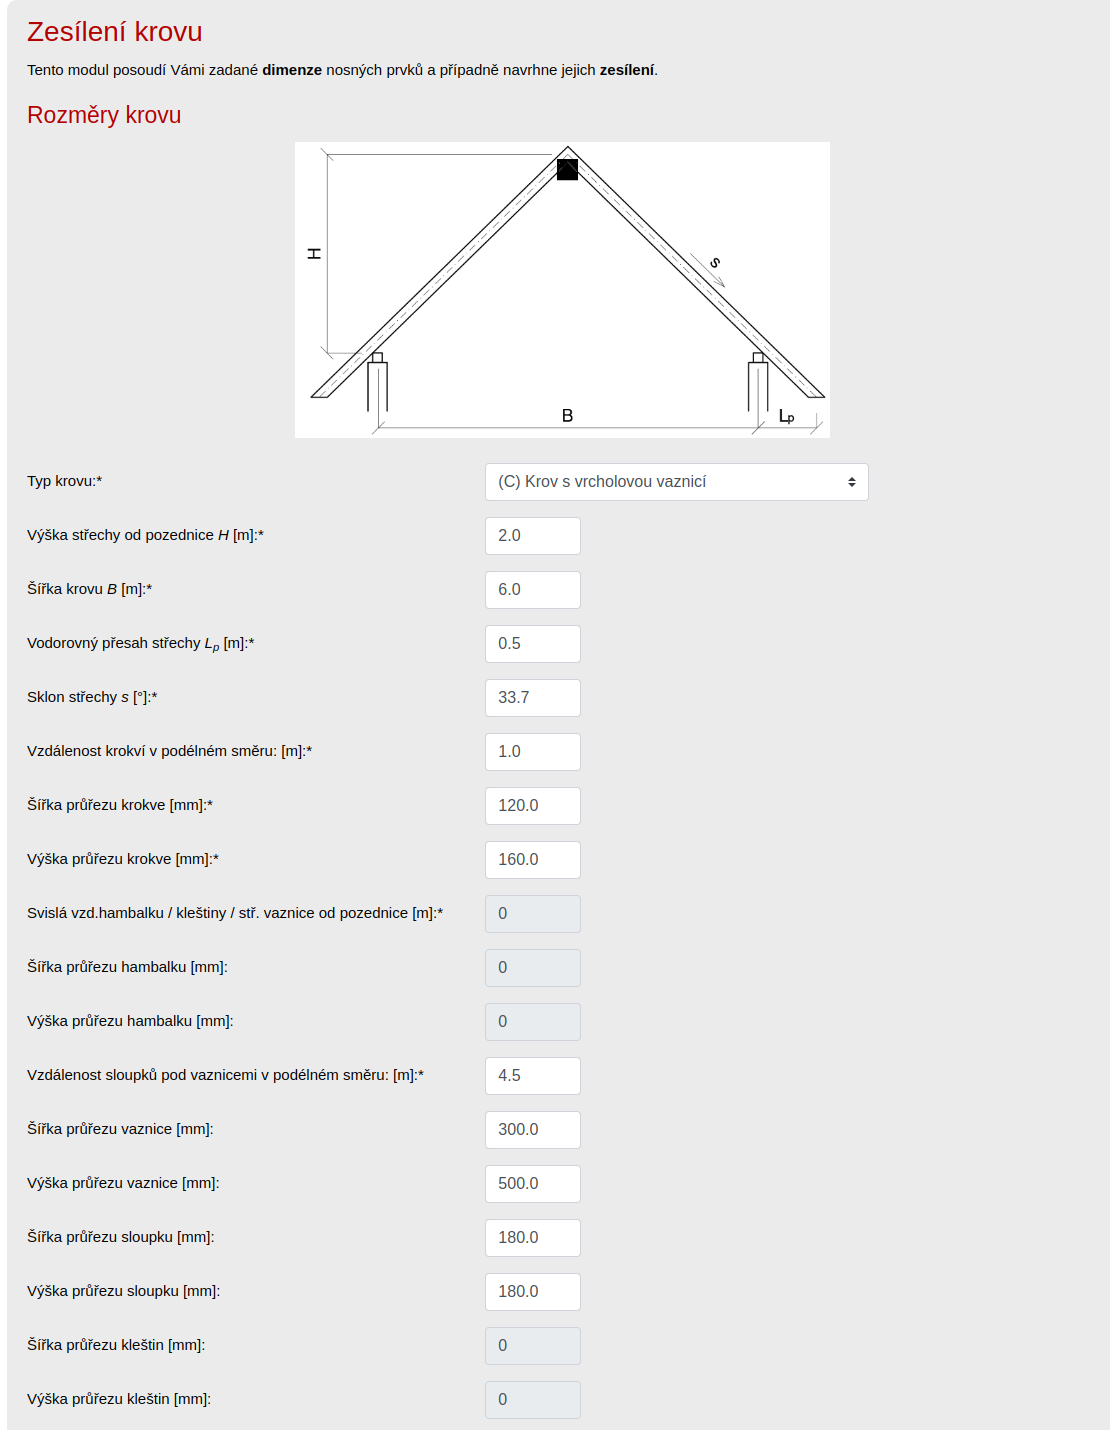 Zesílení krovu
Tento modul posoudí Vámi zadané dimenze nosných prvků a případně navrhne jejich zesílení.
Rozměry krovu
H
s
B
Lp
Typ krovu:* (C) Krov s vrcholovou vaznicí
Výška střechy od pozednice H [m]:* 2.0
Šířka krovu B [m]:* 6.0
Vodorovný přesah střechy Lp [m]:* 0.5
Sklon střechy s [°]:* 33.7
Vzdálenost krokví v podélném směru: [m]:* 1.0
Šířka průřezu krokve [mm]:* 120.0
Výška průřezu krokve [mm]:* 160.0
Svislá vzd.hambalku / kleštiny / stř. vaznice od pozednice [m]:* 0
Šířka průřezu hambalku [mm]: 0
Výška průřezu hambalku [mm]: 0
Vzdálenost sloupků pod vaznicemi v podélném směru: [m]:* 4.5
Šířka průřezu vaznice [mm]: 300.0
Výška průřezu vaznice [mm]: 500.0
Šířka průřezu sloupku [mm]: 180.0
Výška průřezu sloupku [mm]: 180.0
Šířka průřezu kleštin [mm]: 0
Výška průřezu kleštin [mm]: 0